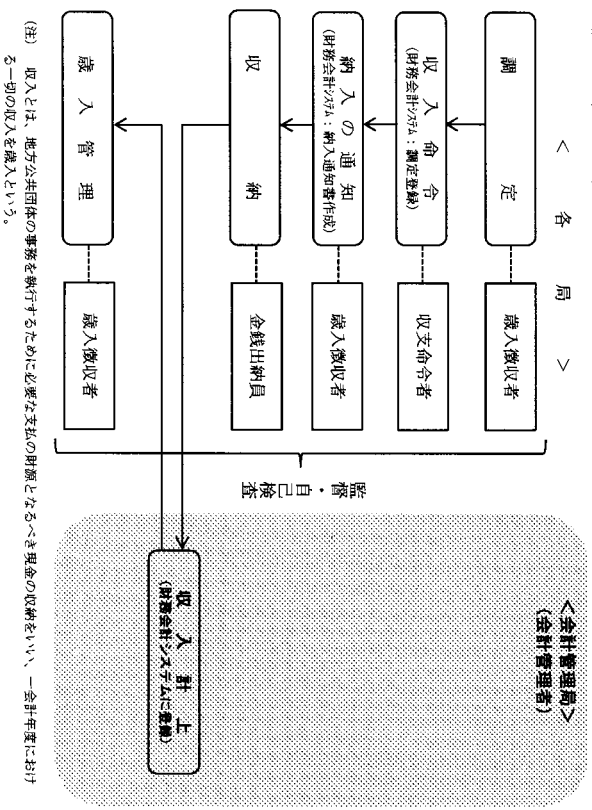 ＜各局＞
調定
歳入徴収者
収入命令
(財務会計システム：調定登録)
収支命令者
納入の通知
(財務会計システム：納入通知書作成)
歳入徴収者
収納
金銭出納員
歳入管理
歳入徴収者
監督・自己検査
＜会計管理局＞
(会計管理者)
収入計上
(財務会計システムに登録)
(注)　収入とは、地方公共団体の事務を執行するために必要な支払の財源となるべき現金の収納をいい、一会計年度におけ
る一切の収入を歳入という。